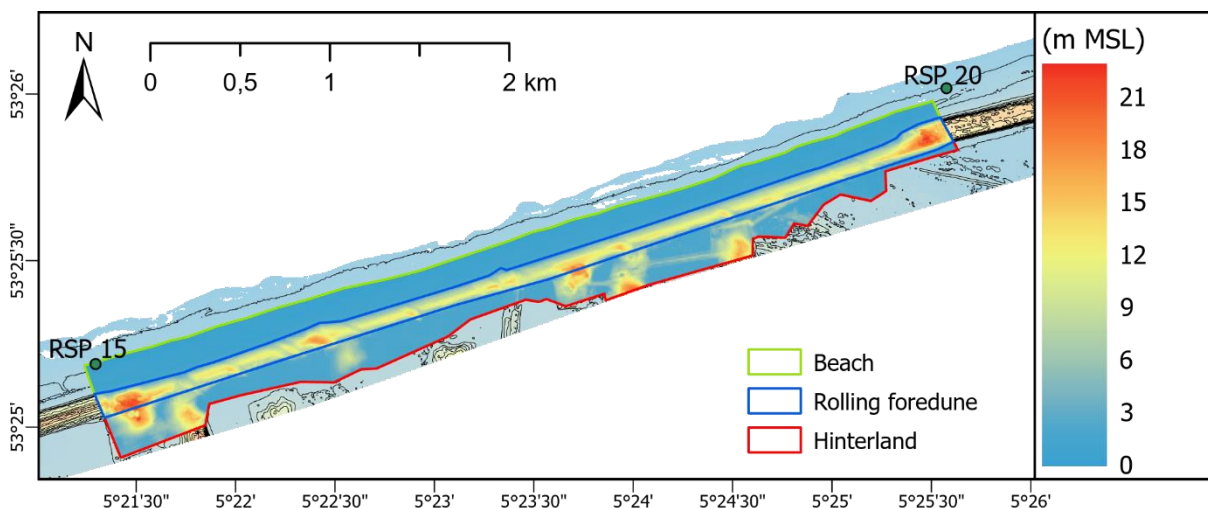 N
0 0,5 1 2 km
RSP 20
RSP 15
Beach
Rolling foredune
Hinterland
53°26'
53°25'30"
53°25'
5°21'30" 5°22' 5°22'30" 5°23' 5°23'30" 5°24' 5°24'30" 5°25' 5°25'30" 5°26'
(m MSL)
21
18
15
12
9
6
3
0